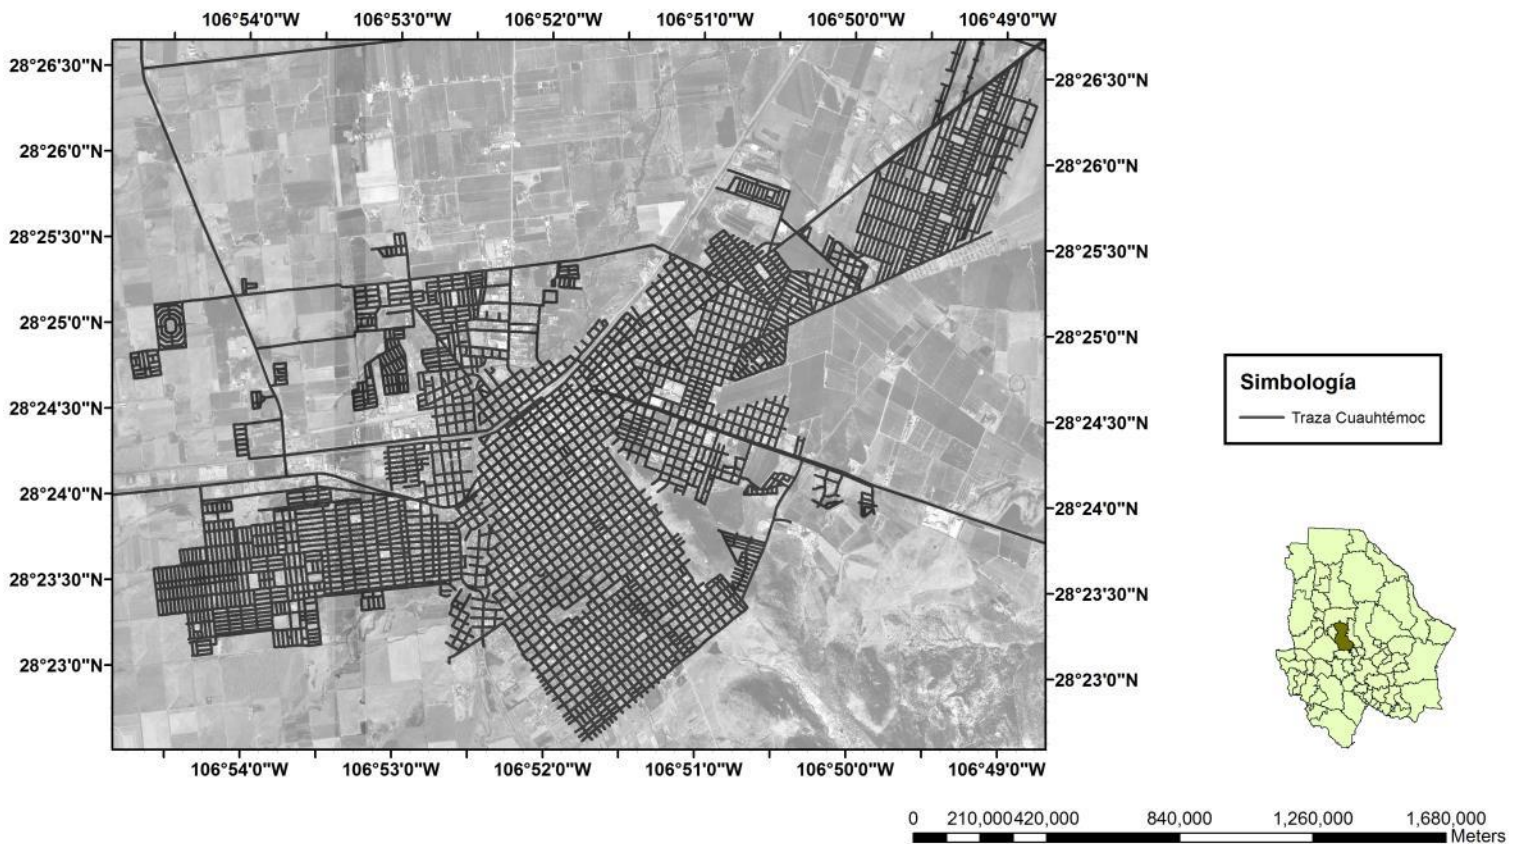 106°54'0"W 106°53'0"W 106°52'0"W 106°51'0"W 106°50'0"W 106°49'0"W
28°26'30"N 28°26'30"N
28°26'0"N 28°26'0"N
28°25'30"N 28°25'30"N
28°25'0"N 28°25'0"N
28°24'30"N 28°24'30"N
28°24'0"N 28°24'0"N
28°23'30"N 28°23'30"N
28°23'0"N 28°23'0"N
106°54'0"W 106°53'0"W 106°52'0"W 106°51'0"W 106°50'0"W 106°49'0"W
Simbología
Traza Cuauhtémoc
0 210,000420,000 840,000 1,260,000 1,680,000
Meters